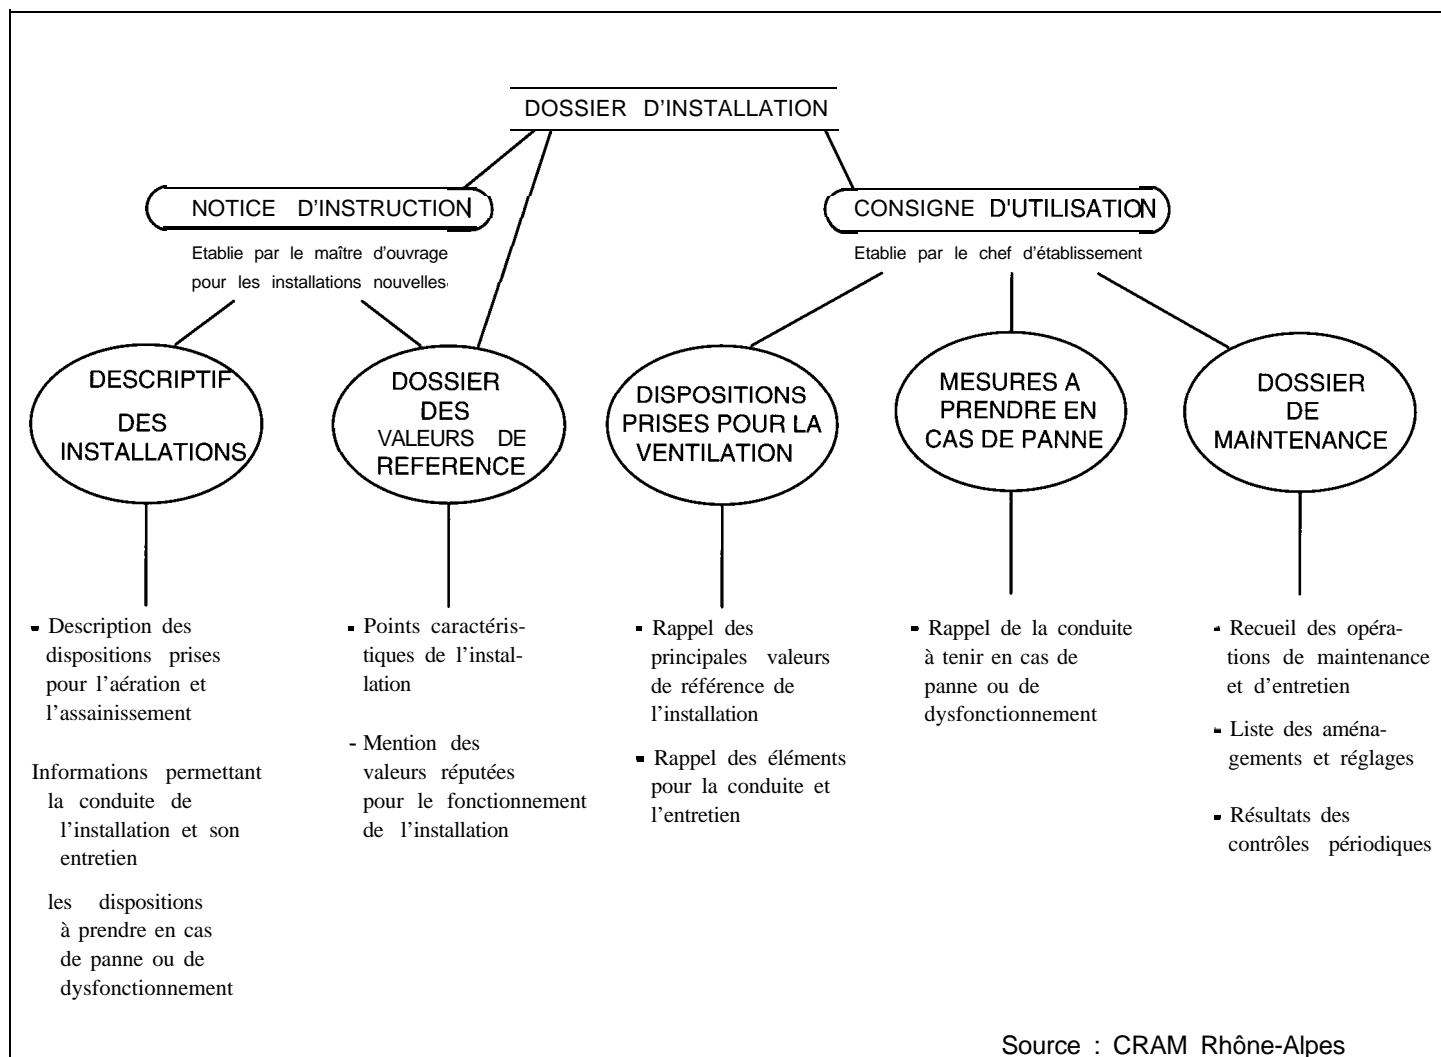 DOSSIER D'INSTALLATION
NOTICE D'INSTRUCTION
Etablie par le maître d'ouvrage
pour les installations nouvelles
CONSIGNE D'UTILISATION
Etablie par le chef d'établissement
DESCRIPTIF
DES
INSTALLATIONS
DOSSIER
DES
VALEURS DE
REFERENCE
DISPOSITIONS
PRISES POUR LA
VENTILATION
MESURES A
PRENDRE EN
CAS DE PANNE
DOSSIER
DE
MAINTENANCE
- Description des
dispositions prises
pour l'aération et
l'assainissement
Informations permettant
la conduite de
l'installation et son
entretien
les dispositions
à prendre en cas
de panne ou de
dysfonctionnement
- Points caractéris-
tiques de l'instal-
lation
- Mention des
valeurs réputées
pour le fonctionnement
de l'installation
- Rappel des
principales valeurs
de référence de
l'installation
- Rappel des éléments
pour la conduite et
l'entretien
- Rappel de la conduite
à tenir en cas de
panne ou de
dysfonctionnement
- Recueil des opéra-
tions de maintenance
et d'entretien
- Liste des aména-
gements et réglages
- Résultats des
contrôles périodiques
Source : CRAM Rhône-Alpes